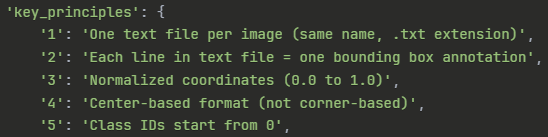 'key_principles': {
'1': 'One text file per image (same name, .txt extension)',
'2': 'Each line in text file = one bounding box annotation',
'3': 'Normalized coordinates (0.0 to 1.0)',
'4': 'Center-based format (not corner-based)',
'5': 'Class IDs start from 0',